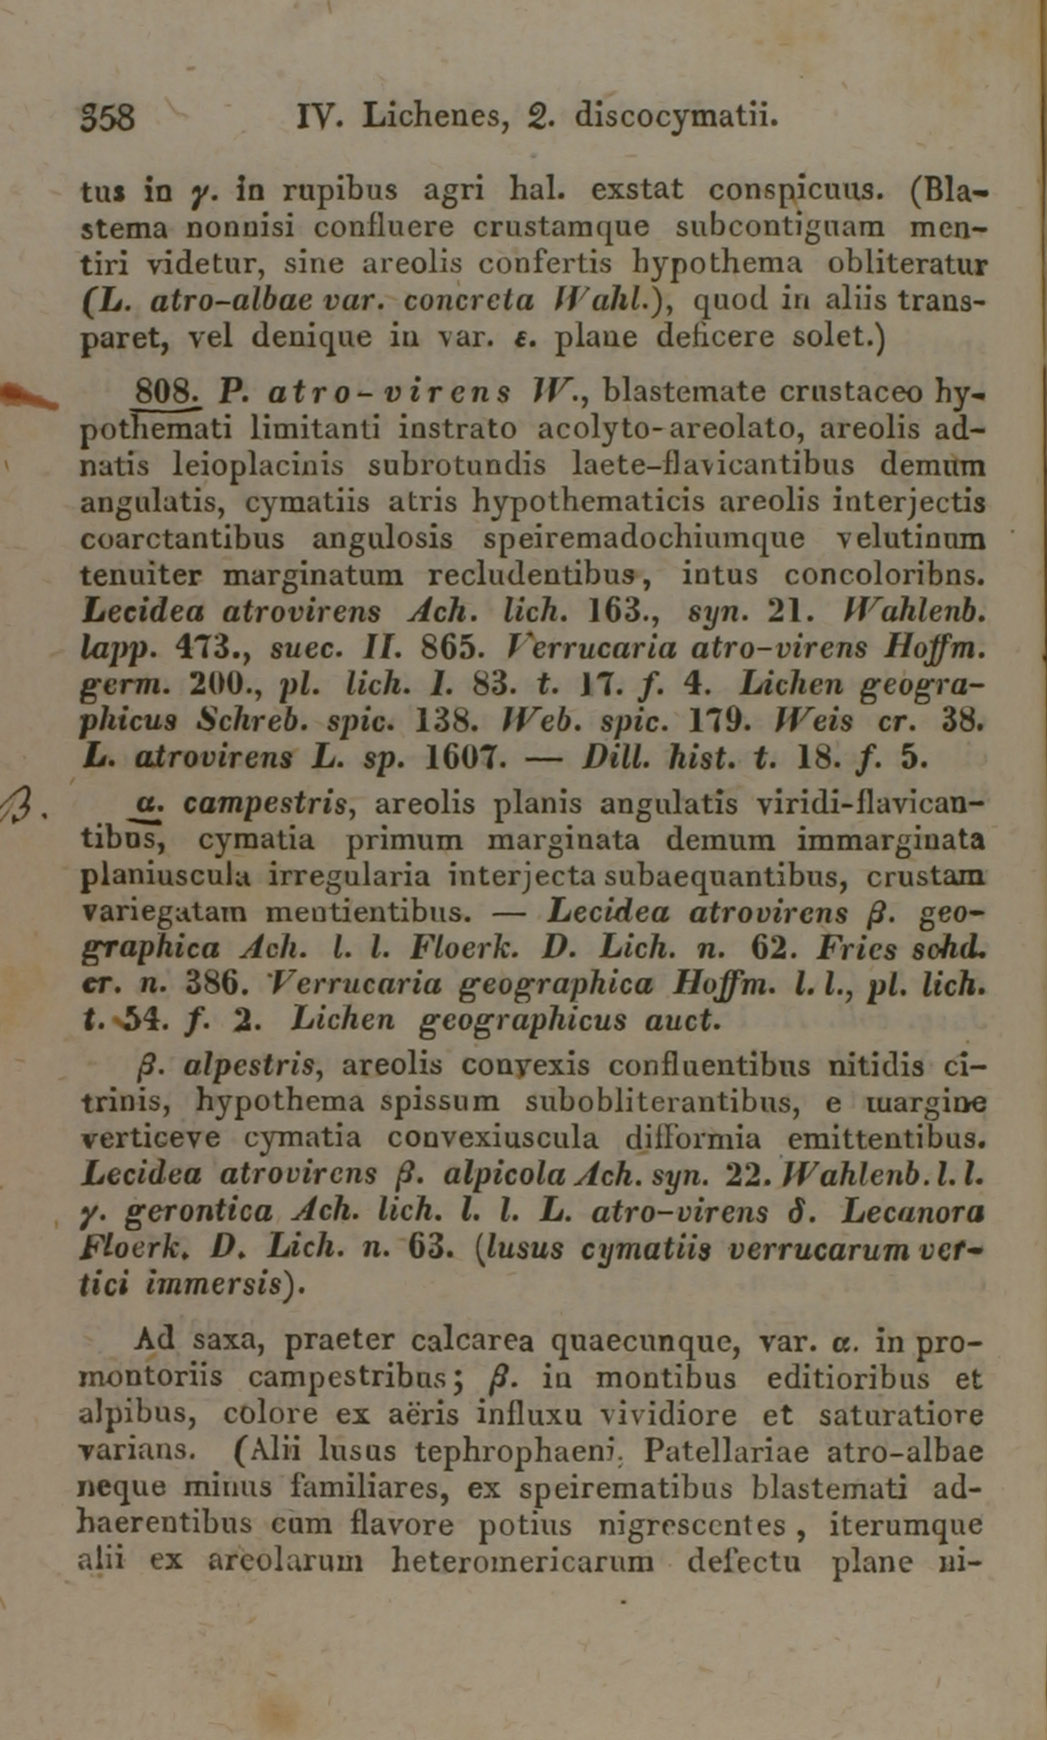 358 IV. Lichenes, 2. discocymatii.
tus in γ. in rupibus agri hal. exstat conspicuus. (Bla-
stema nonnisi confluere crustamque subcontiguam men-
tiri videtur, sine areolis confertis hypothema obliteratur
(L. atro-albae var. concreta Wahl.), quod in aliis trans-
paret, vel denique in var. ε. plane deficere solet.)
808. P. atro-virens W., blastemate crustaceo hy-
pothemati limitanti instrato acolyto-areolato, areolis ad-
natis leioplacinis subrotundis laete-flavicantibus demum
angulatis, cymatiis atris hypothematicis areolis interjectis
coarctantibus angulosis speiremadochiumque velutinum
tenuiter marginatum recludentibus, intus concoloribns.
Lecidea atrovirens Ach. lich. 163., syn. 21. Wahlenb.
lapp. 473., suec. II. 865. Verrucaria atro-virens Hoffm.
germ. 200., pl. lich. I. 83. t. 17. f. 4. Lichen geogra-
phicus Schreb. spic. 138. Web. spic. 179. Weis cr. 38.
L. atrovirens L. sp. 1607. — Dill. hist. t. 18. f. 5.
β. α. campestris, areolis planis angulatis viridi-flavican-
tibus, cymatia primum marginata demum immarginata
planiuscula irregularia interjecta subaequantibus, crustam
variegatam mentientibus. — Lecidea atrovirens β. geo-
graphica Ach. l. l. Floerk. D. Lich. n. 62. Fries schd.
cr. n. 386. Verrucaria geographica Hoffm. l. l., pl. lich.
t. 54. f. 2. Lichen geographicus auct.
β. alpestris, areolis convexis confluentibus nitidis ci-
trinis, hypothema spissum subobliterantibus, e margine
verticeve cymatia convexiuscula difformia emittentibus.
Lecidea atrovirens β. alpicola Ach. syn. 22. Wahlenb. l. l.
γ. gerontica Ach. lich. l. l. L. atro-virens δ. Lecanora
Floerk. D. Lich. n. 63. (lusus cymatiis verrucarum ver-
tici immersis).
Ad saxa, praeter calcarea quaecunque, var. α. in pro-
montoriis campestribus; β. in montibus editioribus et
alpibus, colore ex aëris influxu vividiore et saturatiore
varians. (Alii lusus tephrophaeni. Patellariae atro-albae
neque minus familiares, ex speirematibus blastemati ad-
haerentibus cum flavore potius nigrescentes, iterumque
alii ex areolarum heteromericarum defectu plane ni-